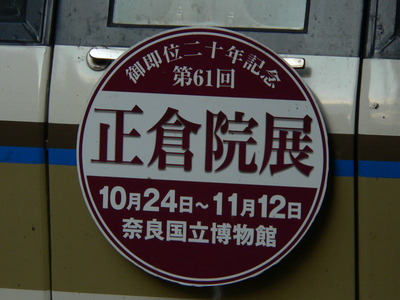 御即位二十年記念
第61回
正倉院展
10月24日～11月12日
奈良国立博物館